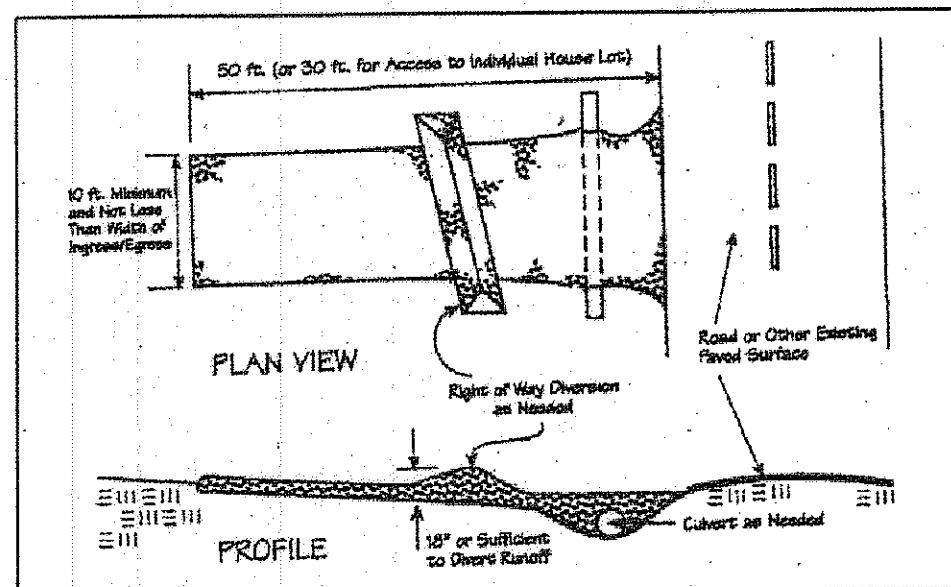 50 ft. (or 30 ft. for Access to Individual House Lot)
10 ft. Minimum
and Not Less
Than Width of
Ingress/Egress
PLAN VIEW
Road or Other Existing
Paved Surface
Right of Way Diversion
as Needed
Culvert as Needed
18" or Sufficient
to Divert Runoff
PROFILE